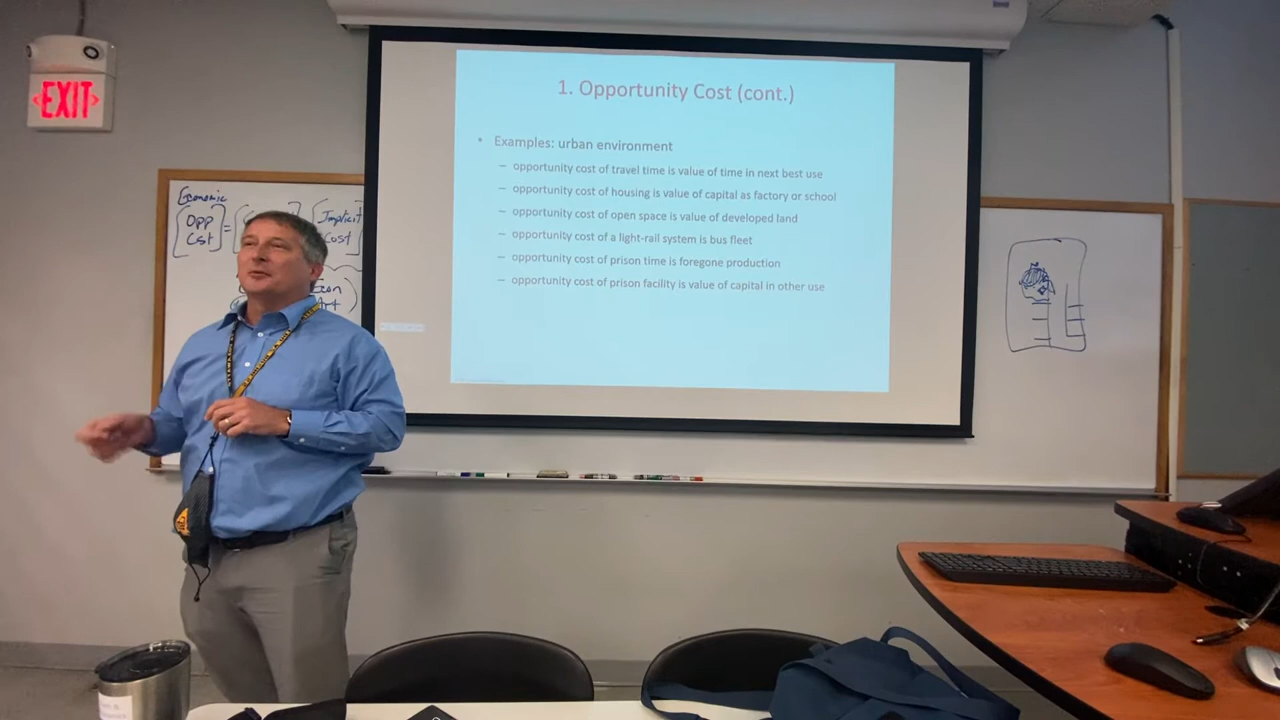 EXIT
1. Opportunity Cost (cont.)
• Examples: urban environment
– opportunity cost of travel time is value of time in next best use
– opportunity cost of housing is value of capital as factory or school
– opportunity cost of open space is value of developed land
– opportunity cost of a light-rail system is bus fleet
– opportunity cost of prison time is foregone production
– opportunity cost of prison facility is value of capital in other use
Economic
[Opp
Cst] =
[Implicit
Cost]
Econ